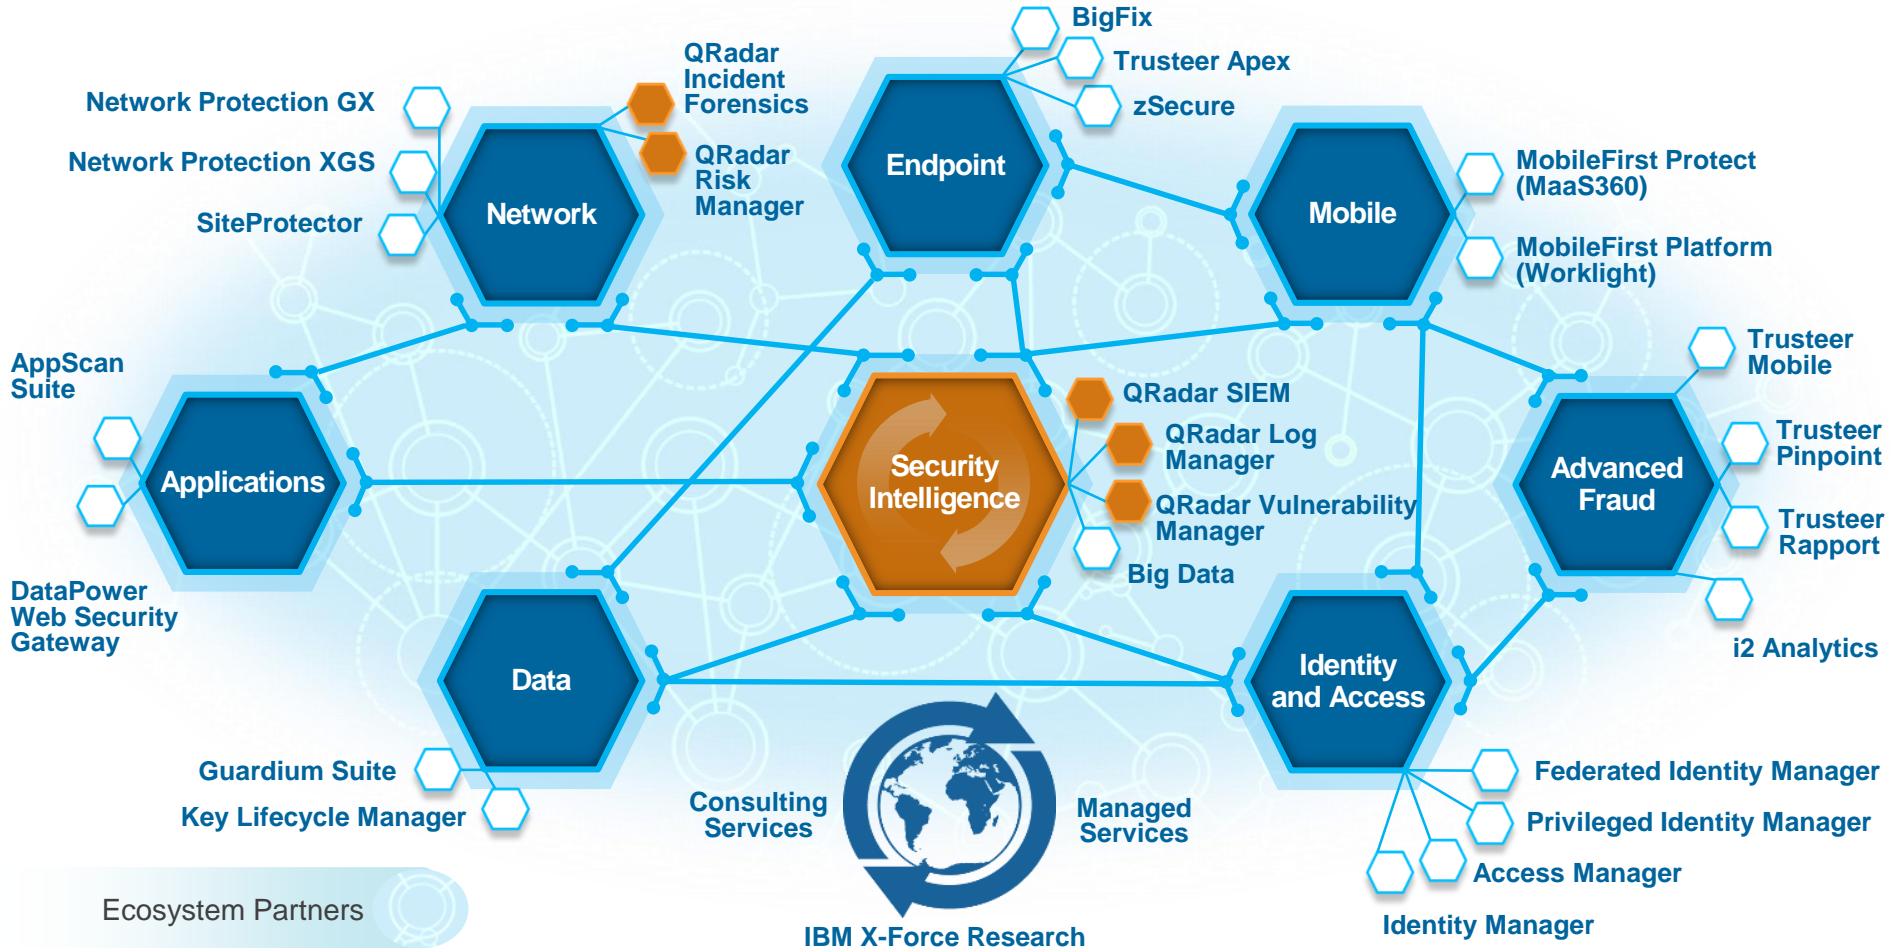 BigFix
Trusteer Apex
zSecure
QRadar
Incident
Forensics
QRadar
Risk
Manager
Network Protection GX
Network Protection XGS
SiteProtector
Network
Endpoint
Mobile
MobileFirst Protect
(MaaS360)
MobileFirst Platform
(Worklight)
AppScan
Suite
Applications
DataPower
Web Security
Gateway
Security
Intelligence
QRadar SIEM
QRadar Log
Manager
QRadar Vulnerability
Manager
Big Data
Trusteer
Mobile
Trusteer
Pinpoint
Trusteer
Rapport
i2 Analytics
Advanced
Fraud
Data
Guardium Suite
Key Lifecycle Manager
Identity
and Access
Federated Identity Manager
Privileged Identity Manager
Access Manager
Identity Manager
Consulting
Services
Managed
Services
IBM X-Force Research
Ecosystem Partners